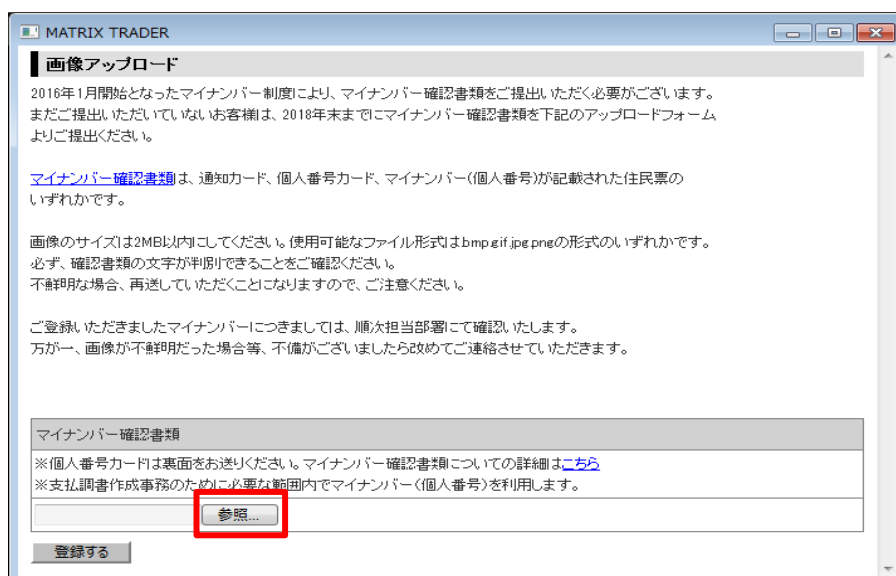 MATRIX TRADER
画像アップロード
2016年1月開始となったマイナンバー制度により、マイナンバー確認書類をご提出いただく必要がございます。
まだご提出いただいていないお客様は、2018年末までにマイナンバー確認書類を下記のアップロードフォーム
よりご提出ください。
マイナンバー確認書類は、通知カード、個人番号カード、マイナンバー(個人番号)が記載された住民票の
いずれかです。
画像のサイズは2MB以内にしてください。使用可能なファイル形式はbmp,gif,jpg,pngの形式のいずれかです。
必ず、確認書類の文字が判別できることをご確認ください。
不鮮明な場合、再送していただくことになりますので、ご注意ください。
ご登録いただきましたマイナンバーにつきましては、順次担当部署にて確認いたします。
万が一、画像が不鮮明だった場合等、不備がございましたら改めてご連絡させていただきます。
マイナンバー確認書類
※個人番号カードは裏面をお送りください。マイナンバー確認書類についての詳細はこちら
※支払調書作成事務のために必要な範囲内でマイナンバー(個人番号)を利用します。
参照...
登録する